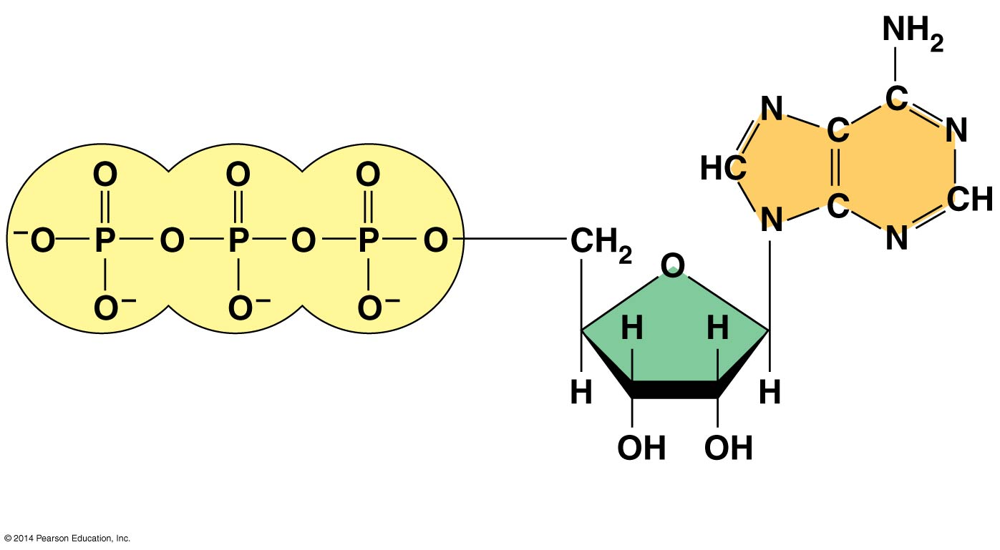 NH₂
C
N
N
C
HC
C
CH
N
N
O
O
O
⁻O
P
O
P
O
P
O
CH₂
O
O⁻
O⁻
O⁻
H
H
H
H
OH
OH
© 2014 Pearson Education, Inc.